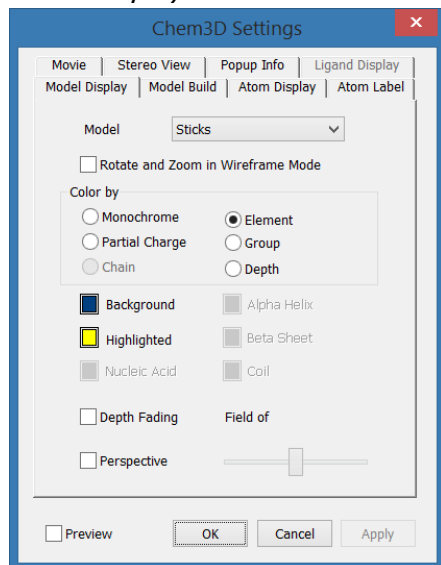 Chem3D Settings
Movie Stereo View Popup Info Ligand Display
Model Display Model Build Atom Display Atom Label
Model Sticks
Rotate and Zoom in Wireframe Mode
Color by
Monochrome Element
Partial Charge Group
Chain Depth
Background Alpha Helix
Highlighted Beta Sheet
Nucleic Acid Coil
Depth Fading Field of
Perspective
Preview OK Cancel Apply